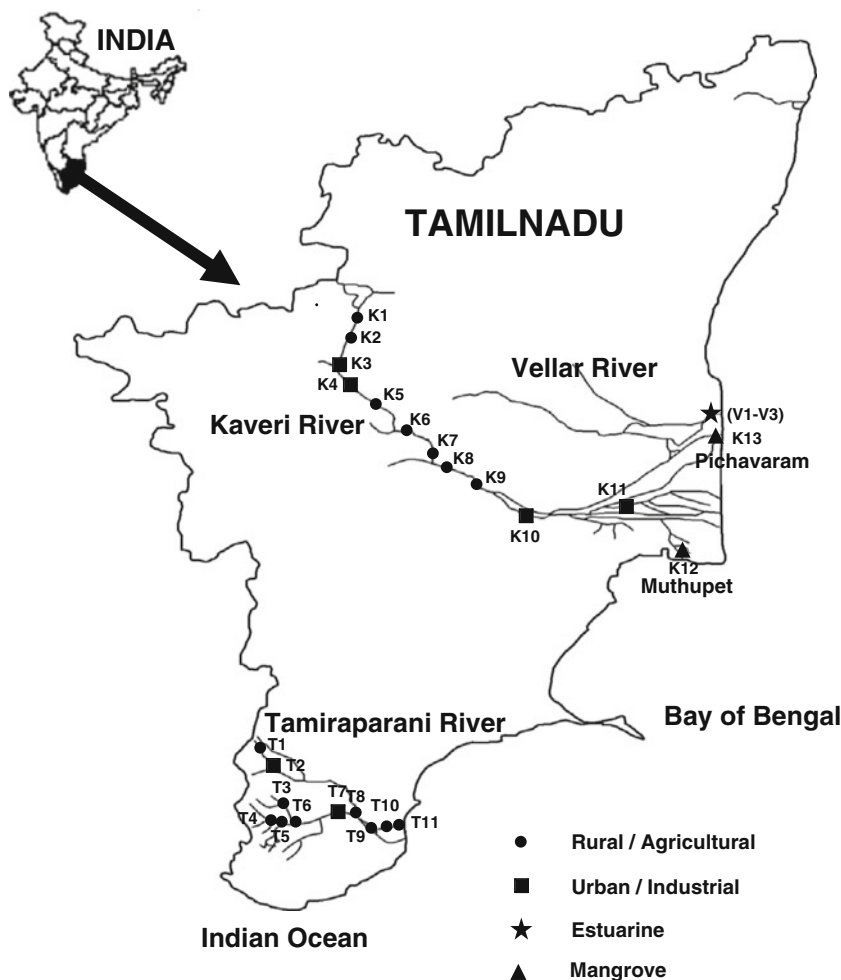 INDIA
TAMILNADU
K1
K2
K3
K4
K5
Vellar River
Kaveri River
K6
(V1-V3)
K7
K13
K8
Pichavaram
K9
K11
K10
K12
Muthupet
Tamiraparani River
Bay of Bengal
T1
T2
T3
T7
T8
T6
T4
T10
T11
T5
T9
Rural / Agricultural
Urban / Industrial
Estuarine
Indian Ocean
Mangrove